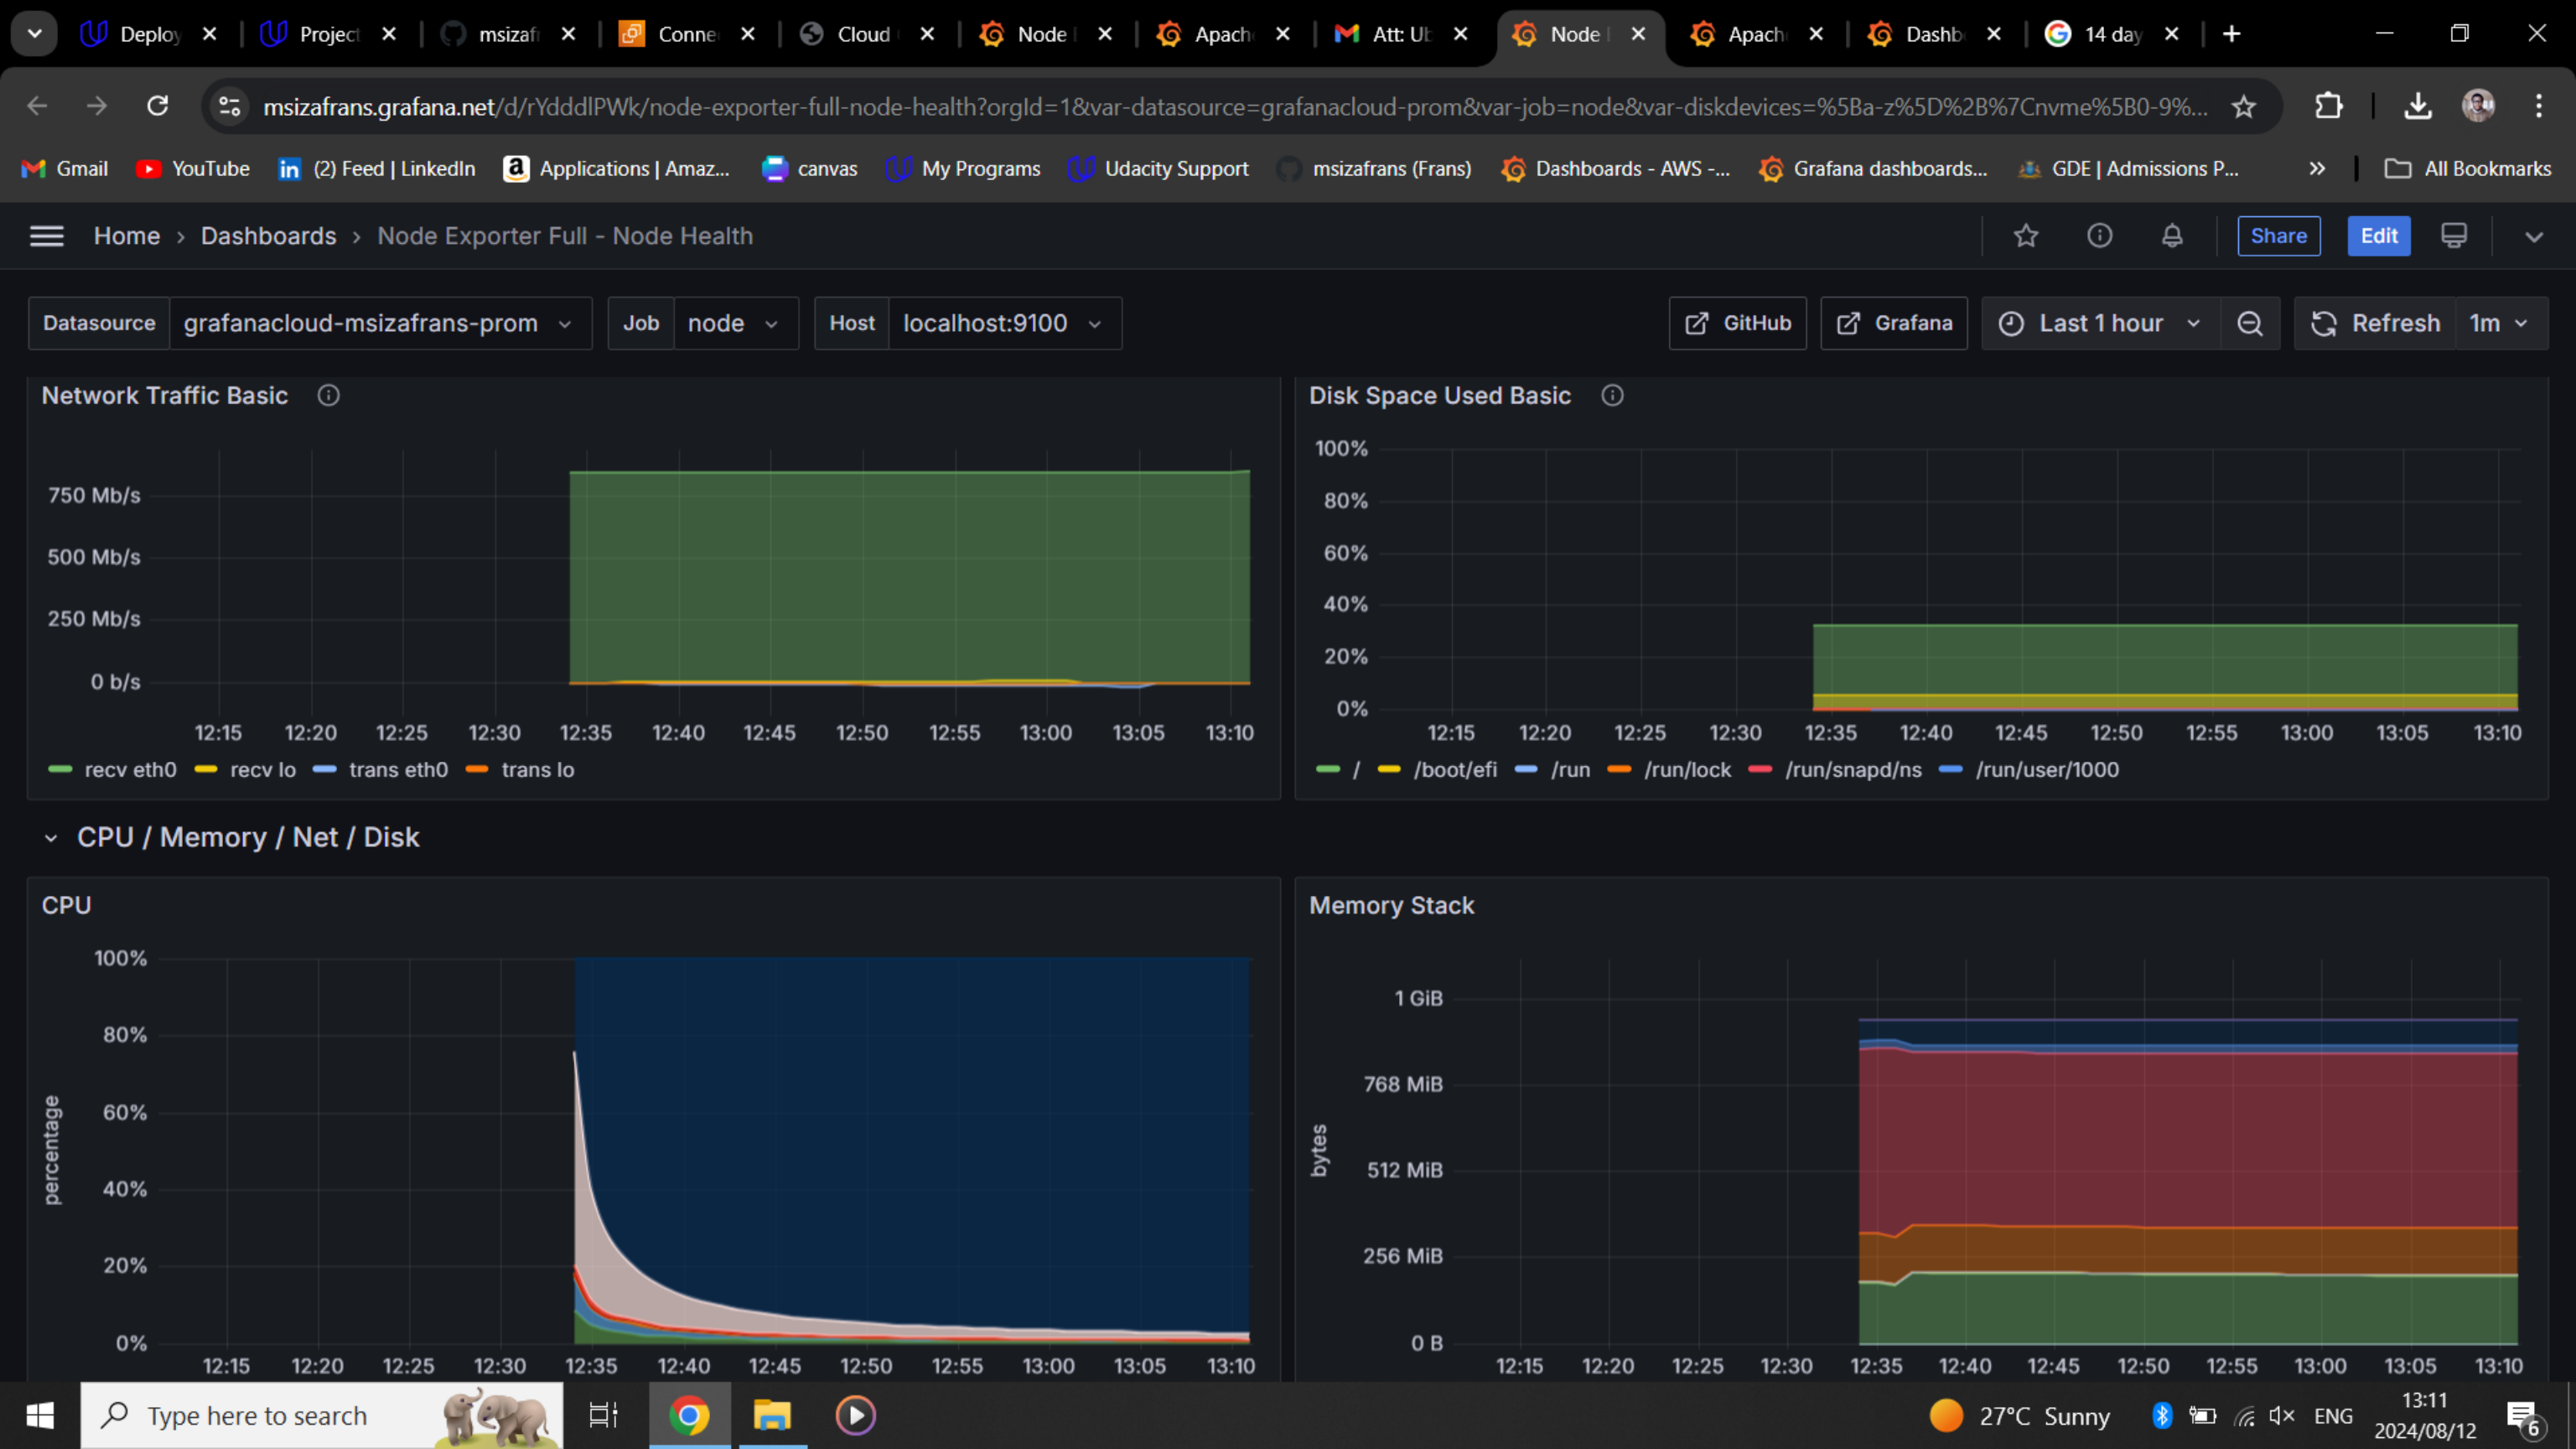 Deploy Project msizafr Conne Cloud Node Apach Att: Ub Node Apach Dashb 14 day
msizafrans.grafana.net/d/rYdddlPWk/node-exporter-full-node-health?orgId=1&var-datasource=grafanacloud-prom&var-job=node&var-diskdevices=%5Ba-z%5D%2B%7Cnvme%5B0-9%...
Gmail YouTube (2) Feed | LinkedIn Applications | Amaz... canvas My Programs Udacity Support msizafrans (Frans) Dashboards - AWS -... Grafana dashboards... GDE | Admissions P... » All Bookmarks
Home › Dashboards › Node Exporter Full - Node Health Share Edit
Datasource grafanacloud-msizafrans-prom Job node Host localhost:9100 GitHub Grafana Last 1 hour Refresh 1m
Network Traffic Basic
750 Mb/s
500 Mb/s
250 Mb/s
0 b/s
12:15 12:20 12:25 12:30 12:35 12:40 12:45 12:50 12:55 13:00 13:05 13:10
recv eth0 recv lo trans eth0 trans lo
Disk Space Used Basic
100%
80%
60%
40%
20%
0%
12:15 12:20 12:25 12:30 12:35 12:40 12:45 12:50 12:55 13:00 13:05 13:10
/ /boot/efi /run /run/lock /run/snapd/ns /run/user/1000
CPU / Memory / Net / Disk
CPU
percentage
100%
80%
60%
40%
20%
0%
12:15 12:20 12:25 12:30 12:35 12:40 12:45 12:50 12:55 13:00 13:05 13:10
Memory Stack
bytes
1 GiB
768 MiB
512 MiB
256 MiB
0 B
12:15 12:20 12:25 12:30 12:35 12:40 12:45 12:50 12:55 13:00 13:05 13:10
Type here to search 27°C Sunny ENG 13:11
2024/08/12 6